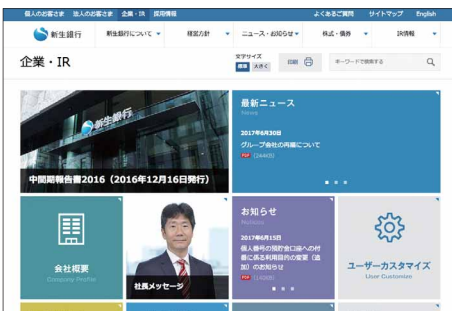 個人のお客さま 法人のお客さま 企業・IR 採用情報 よくあるご質問 サイトマップ English
新生銀行 新生銀行について 経営方針 ニュース・お知らせ 株式・債券 IR情報
企業・IR
文字サイズ
標準 大きく 印刷 キーワードで検索する
新生銀行
中間期報告書2016（2016年12月16日発行）
最新ニュース
News
2017年6月30日
グループ会社の再編について
PDF (244KB)
会社概要
Company Profile
社長メッセージ
お知らせ
2017年6月15日
個人番号の預貯金口座への付
番に係る利用目的の変更（追
加）のお知らせ
PDF
ユーザーカスタマイズ
User Customize